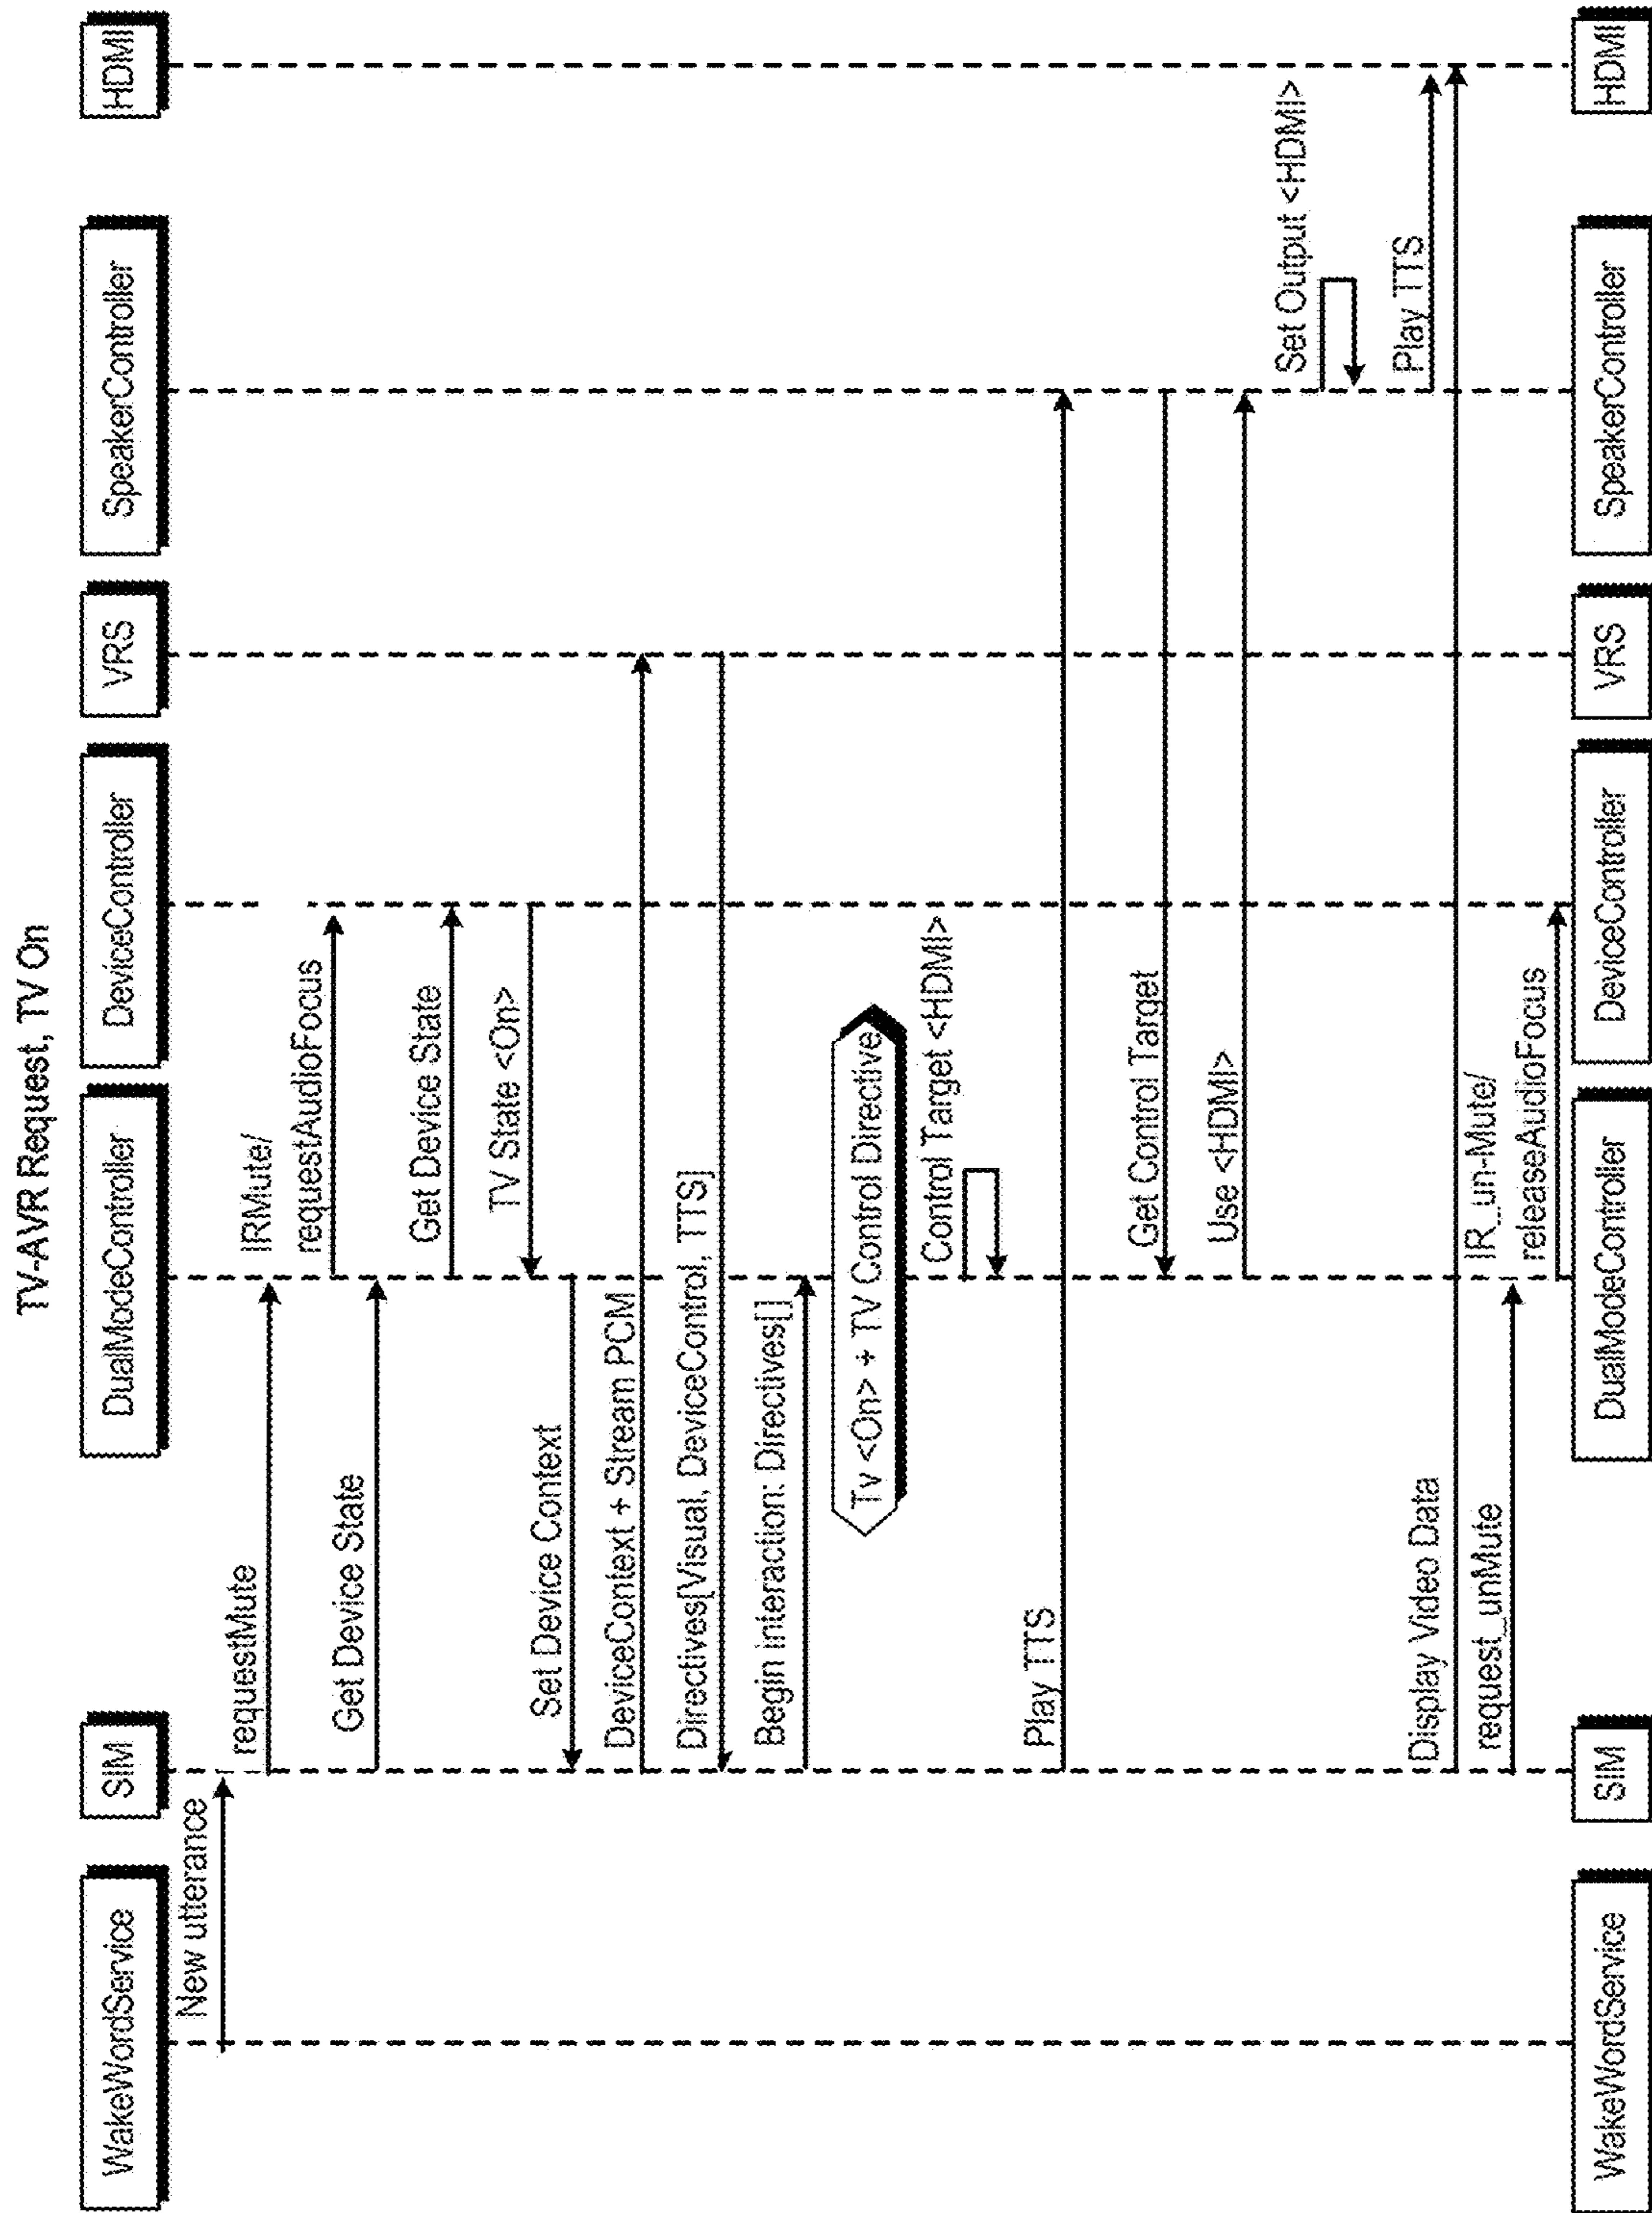 TV-AVR Request, TV On
WakeWordService
SIM
DualModeController
DeviceController
VRS
SpeakerController
HDMI
New utterance
requestMute
IRMute/
requestAudioFocus
Get Device State
Get Device State
TV State <On>
Set Device Context
DeviceContext + Stream PCM
Directives[Visual, DeviceControl, TTS]
Begin Interaction: Directives[]
Tv <On> + TV Control Directive
Control Target <HDMI>
Play TTS
Get Control Target
Use <HDMI>
Set Output <HDMI>
Play TTS
Display Video Data
request_unMute
IR_un-Mute/
releaseAudioFocus
WakeWordService
SIM
DualModeController
DeviceController
VRS
SpeakerController
HDMI